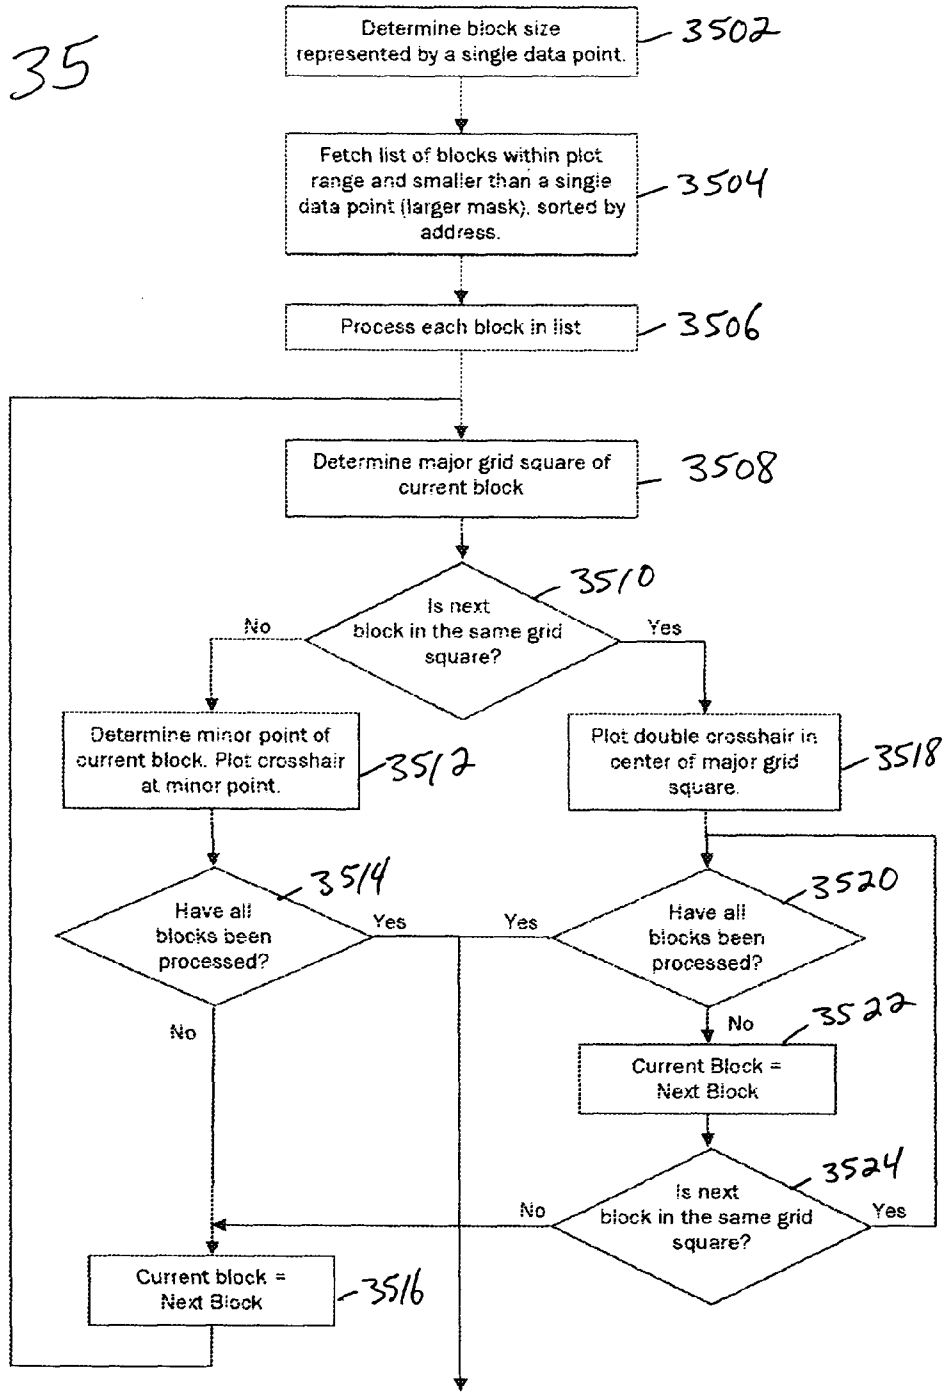 35
Determine block size
represented by a single data point.
3502
Fetch list of blocks within plot
range and smaller than a single
data point (larger mask), sorted by
address.
3504
Process each block in list
3506
Determine major grid square of
current block
3508
Is next
block in the same grid
square?
3510
No
Yes
Determine minor point of
current block. Plot crosshair
at minor point.
3512
Plot double crosshair in
center of major grid
square.
3518
Have all
blocks been
processed?
3514
Yes
No
Have all
blocks been
processed?
3520
Yes
No
Current Block =
Next Block
3522
Is next
block in the same grid
square?
3524
No
Yes
Current block =
Next Block
3516